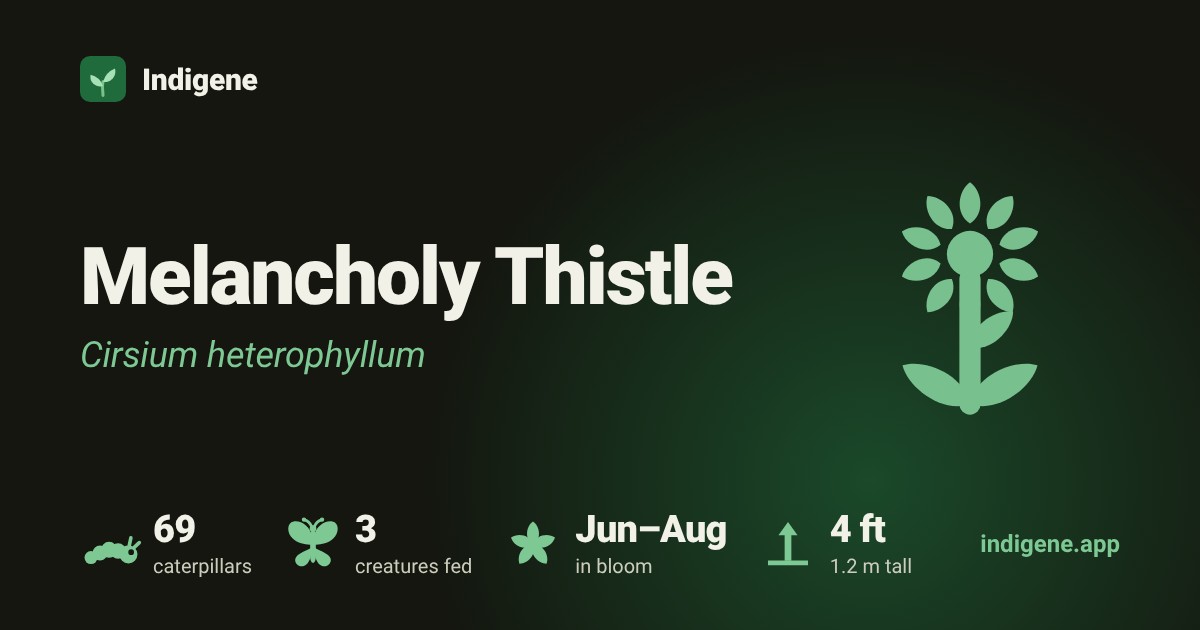 Indigene
Melancholy Thistle
Cirsium heterophyllum
69
caterpillars
3
creatures fed
Jun–Aug
in bloom
4 ft
1.2 m tall
indigene.app